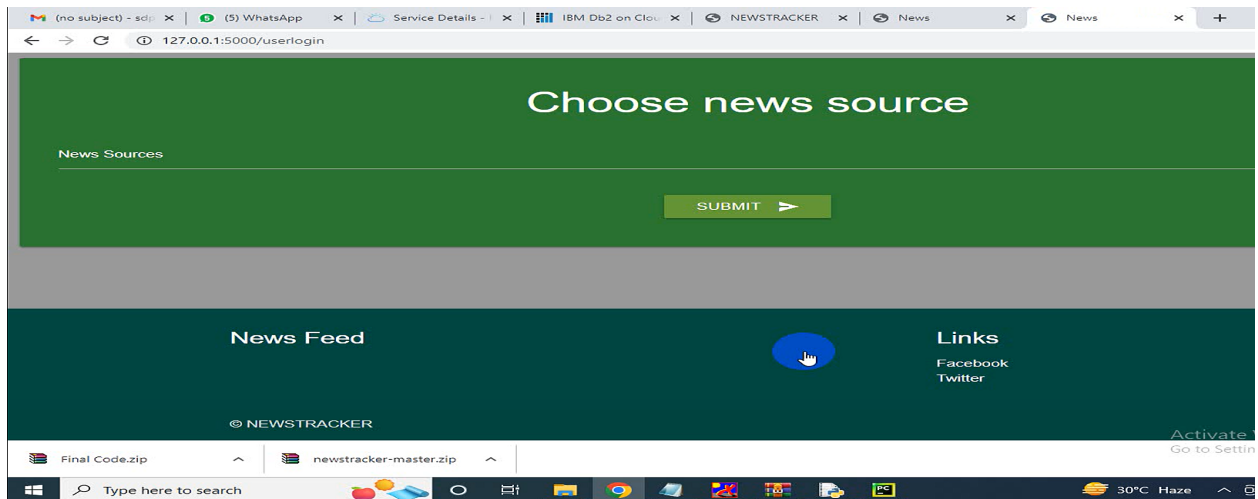 (no subject) - sdp
(5) WhatsApp
Service Details - I
IBM Db2 on Clou
NEWSTRACKER
News
News
127.0.0.1:5000/userlogin
Choose news source
News Sources
SUBMIT
News Feed
Links
Facebook
Twitter
© NEWSTRACKER
Activate
Go to Settin
Final Code.zip
newstracker-master.zip
Type here to search
PC
30°C Haze